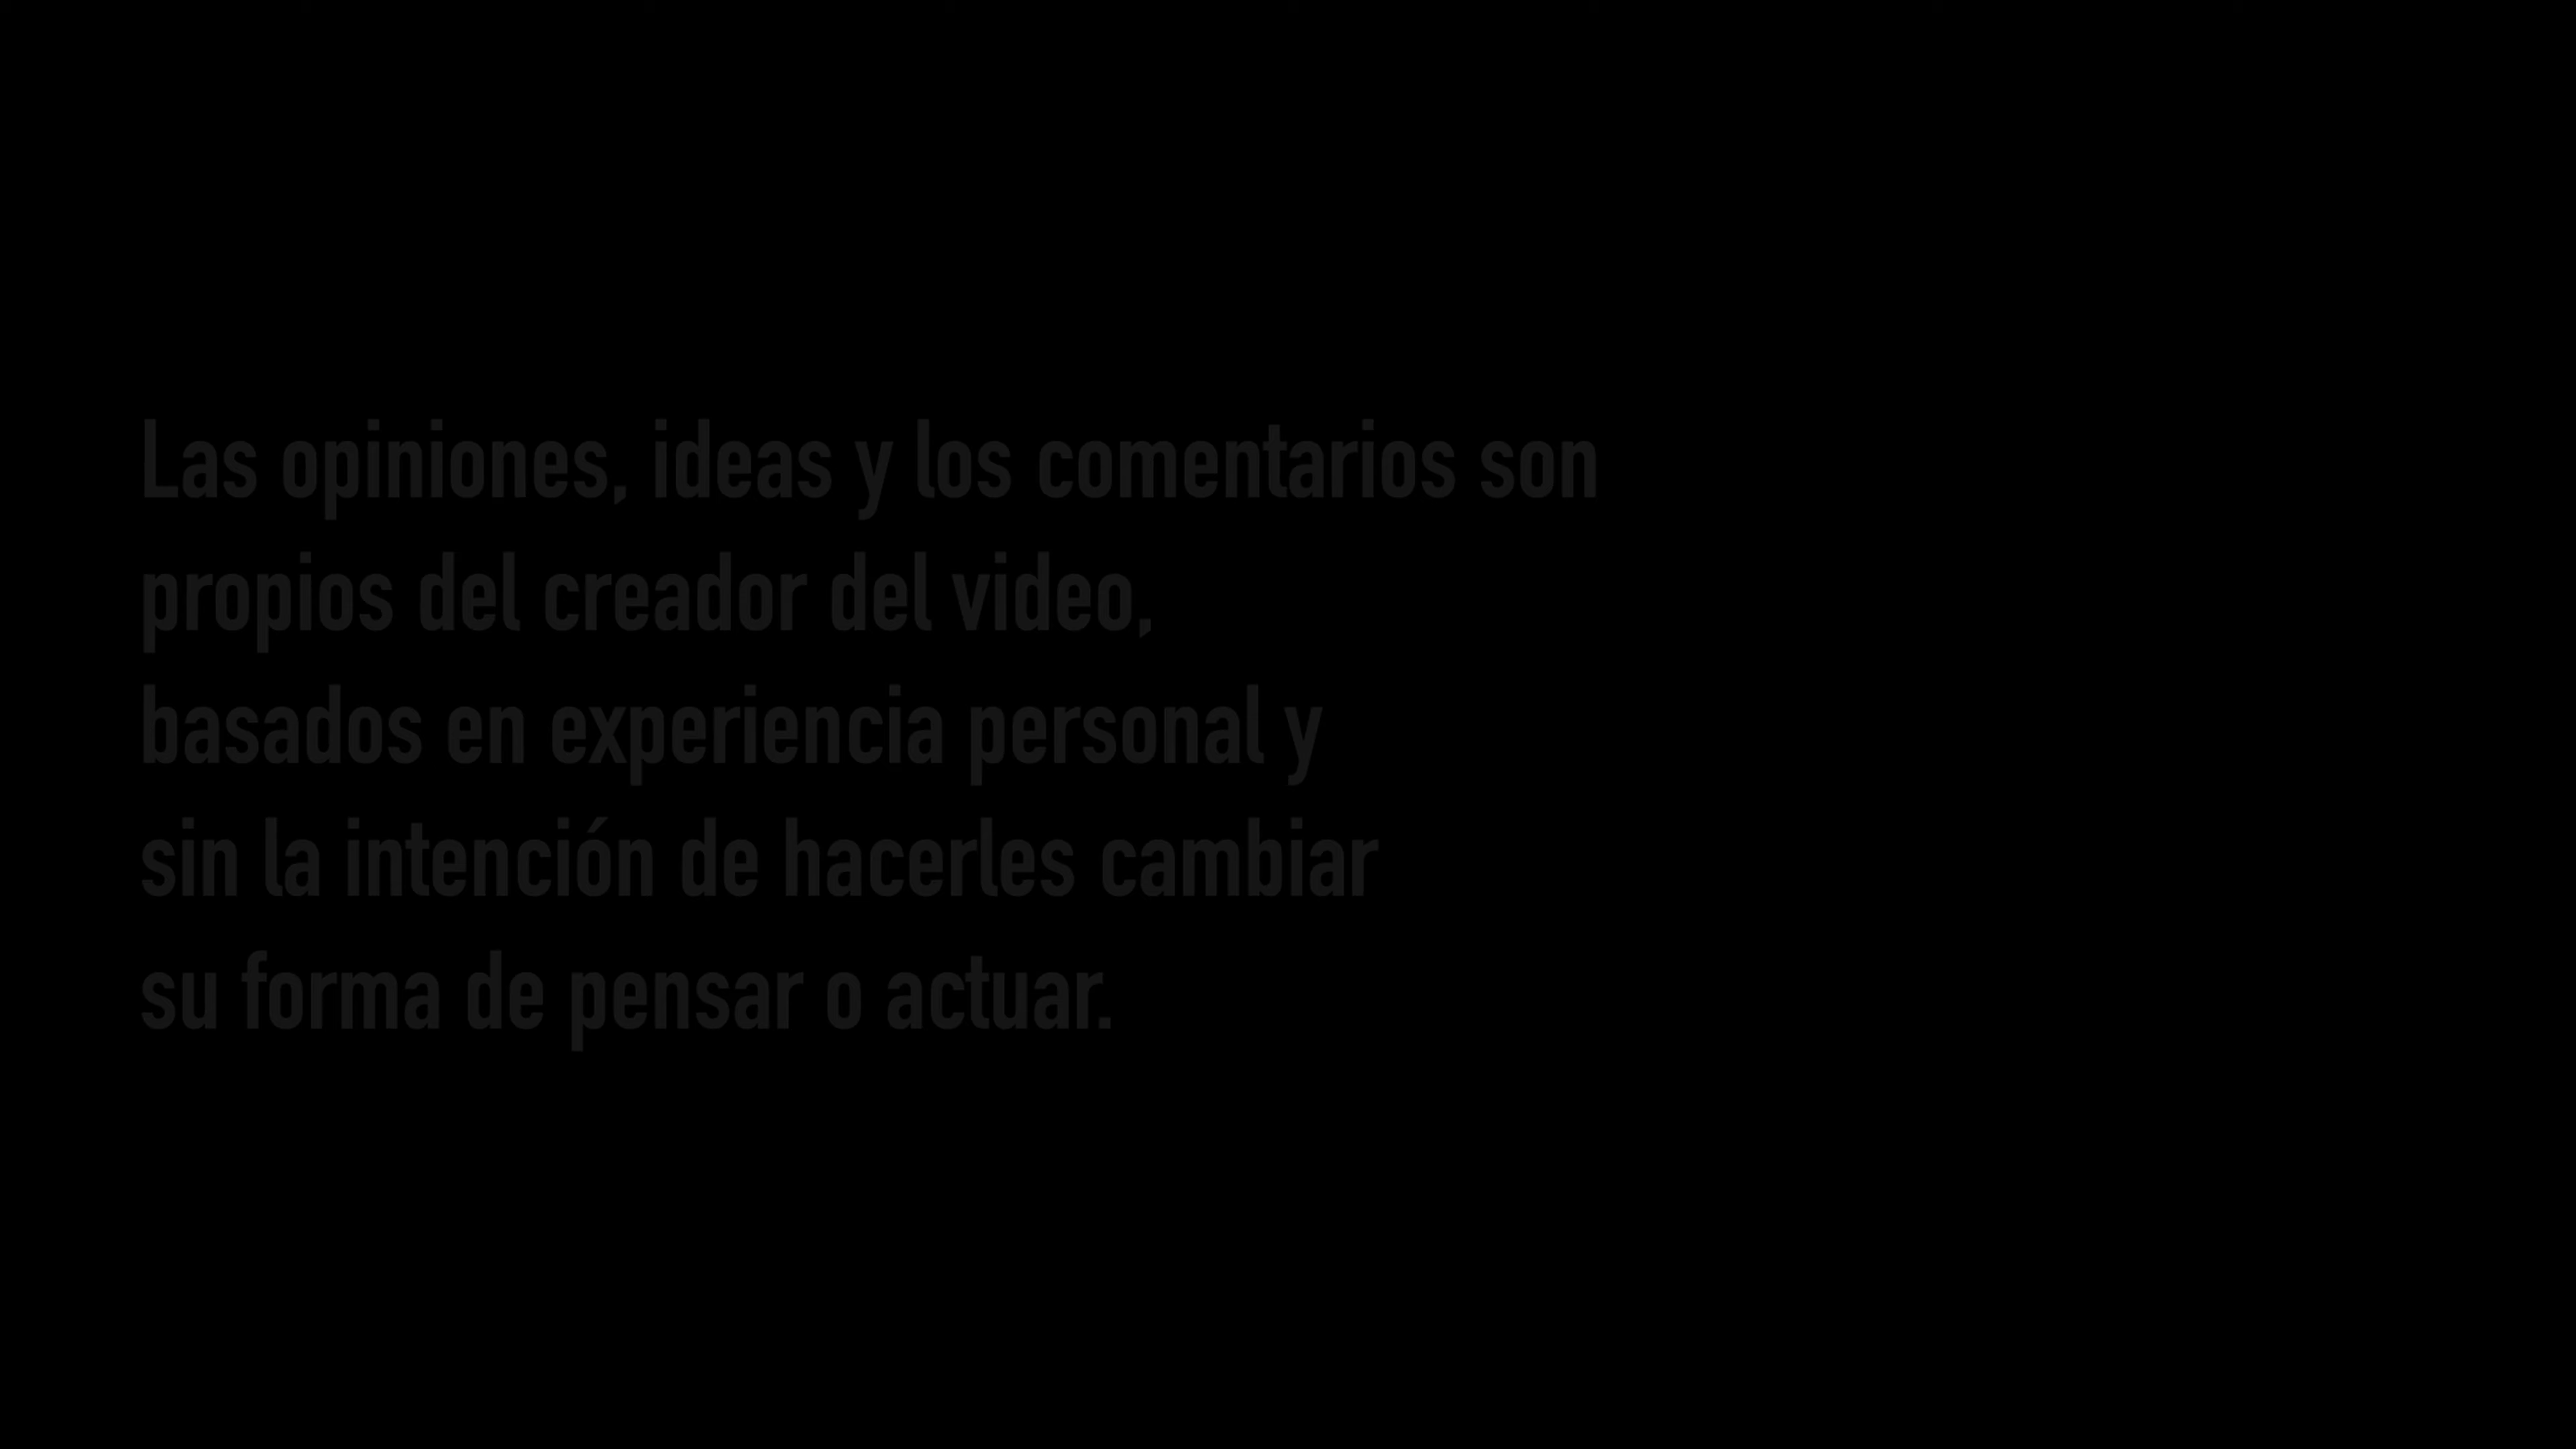 Las opiniones, ideas y los comentarios son
propios del creador del video,
basados en experiencia personal y
sin la intención de hacerles cambiar
su forma de pensar o actuar.